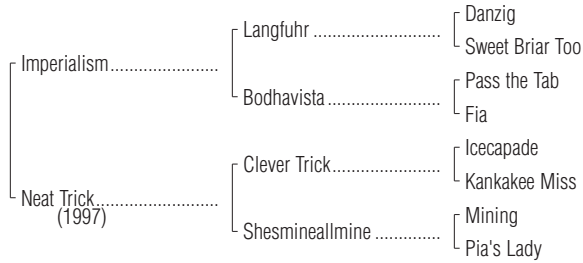 Danzig
Langfuhr
Sweet Briar Too
Imperialism
Pass the Tab
Bodhavista
Fia
Icecapade
Clever Trick
Kankakee Miss
Neat Trick
(1997)
Mining
Shesmineallmine
Pia's Lady